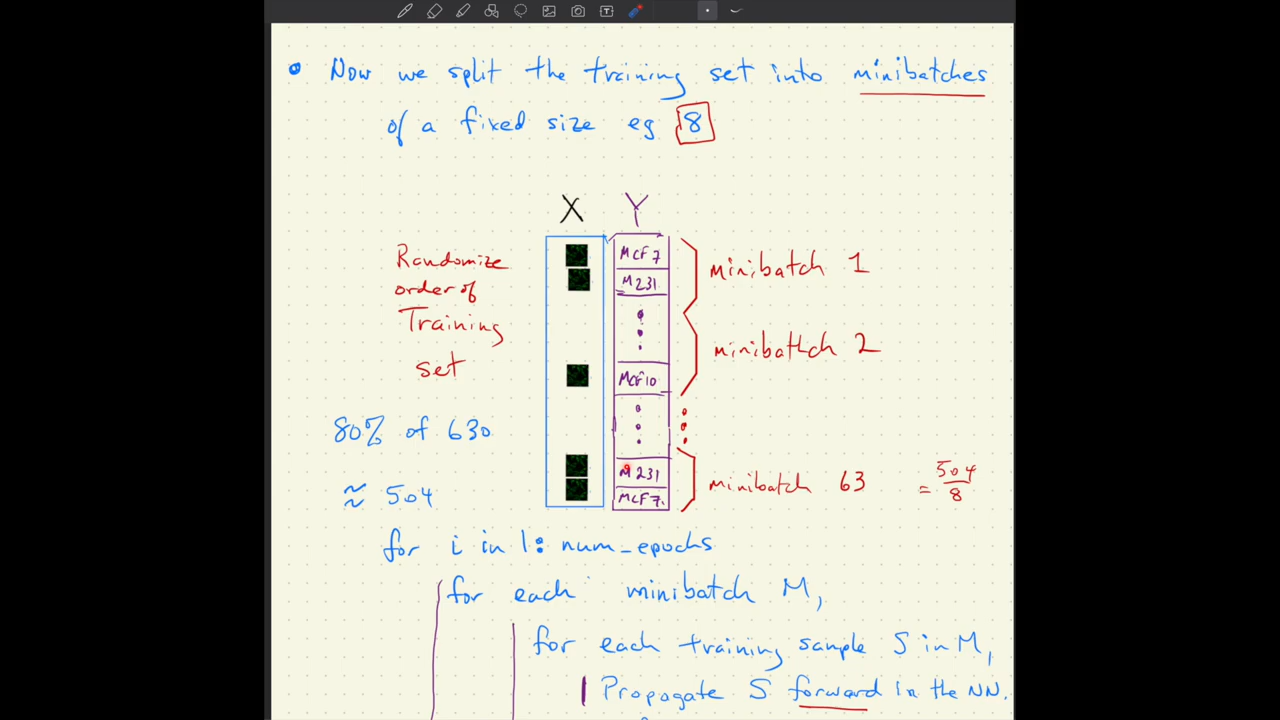 • Now we split the training set into minibatches
of a fixed size eg 8
X Y
Randomize
order of
Training
set
MCF7
M231
MCF10
M231
MCF7
minibatch 1
minibathch 2
minibatch 63 = 504/8
80% of 630
≈ 504
for i in 1: num_epochs
for each minibatch M,
for each training sample S in M,
Propagate S forward in the NN.